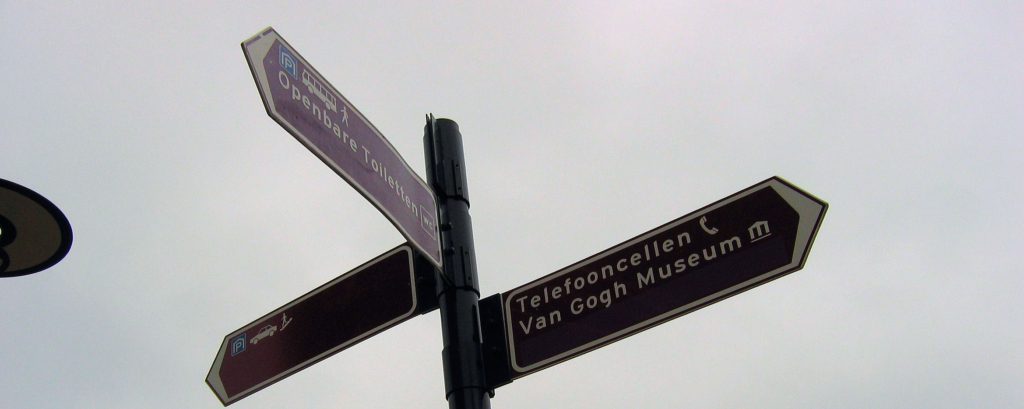 P
Openbare Toiletten WC
P
Telefooncellen
Van Gogh Museum